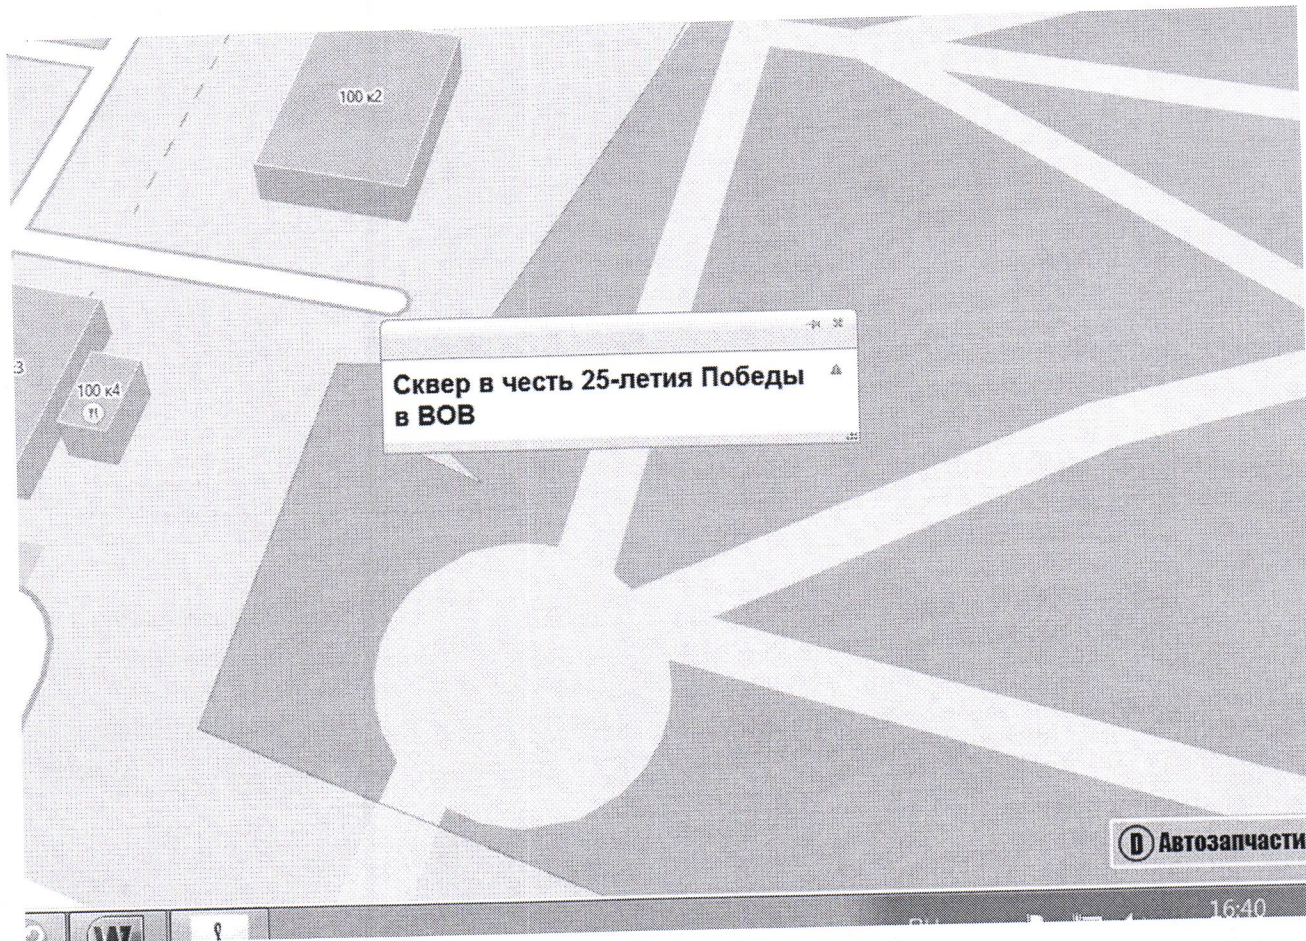 100 к2
100 к4
Сквер в честь 25-летия Победы
в ВОВ
D Автозапчасти
16:40